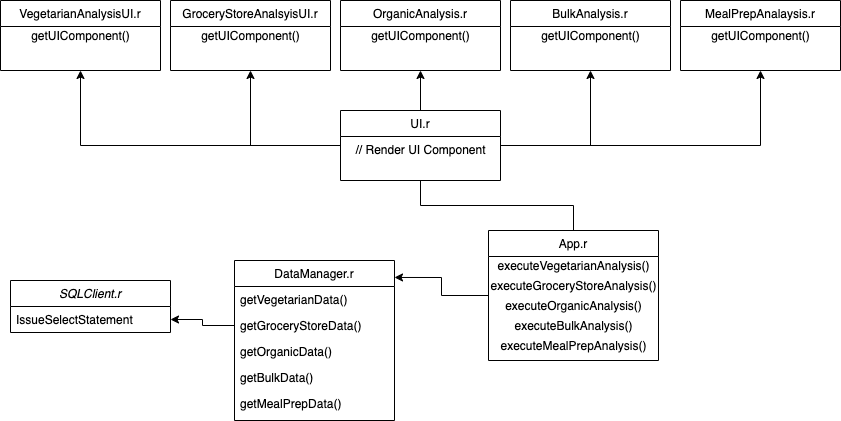 VegetarianAnalysisUI.r
getUIComponent()
GroceryStoreAnalsyisUI.r
getUIComponent()
OrganicAnalysis.r
getUIComponent()
BulkAnalysis.r
getUIComponent()
MealPrepAnalaysis.r
getUIComponent()
UI.r
// Render UI Component
App.r
executeVegetarianAnalysis()
executeGroceryStoreAnalysis()
executeOrganicAnalysis()
executeBulkAnalysis()
executeMealPrepAnalysis()
DataManager.r
getVegetarianData()
getGroceryStoreData()
getOrganicData()
getBulkData()
getMealPrepData()
SQLClient.r
IssueSelectStatement